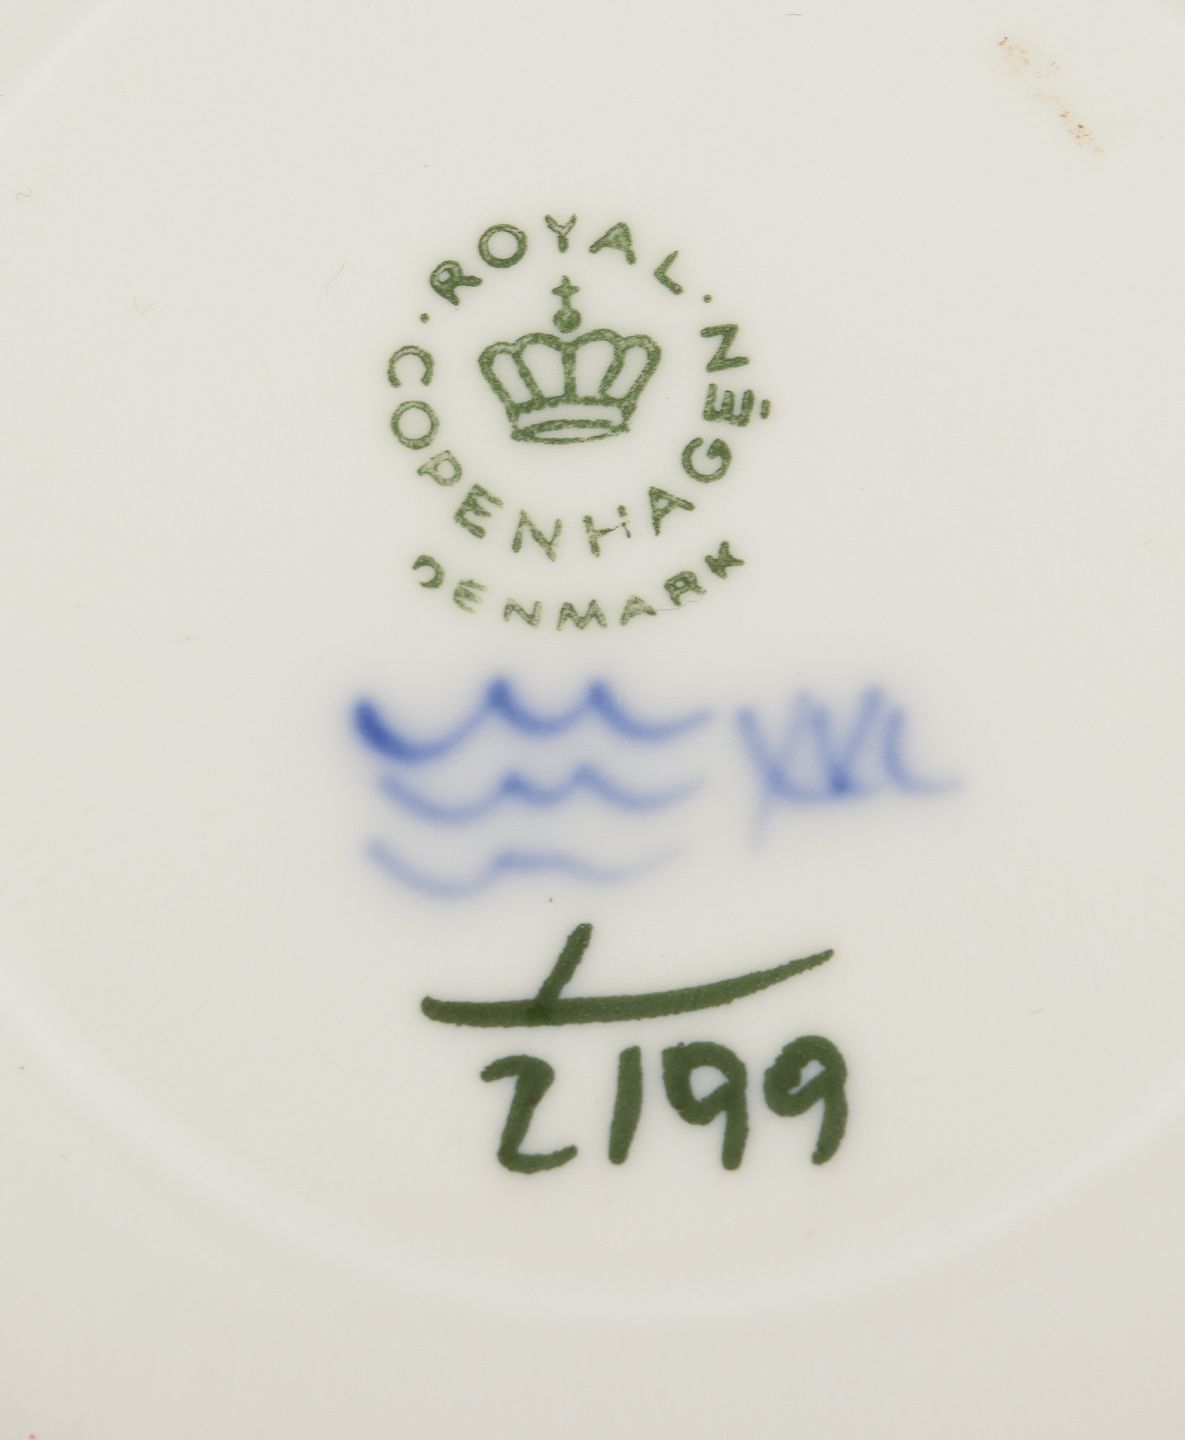 · ROYAL ·
COPENHAGEN
DENMARK
2199